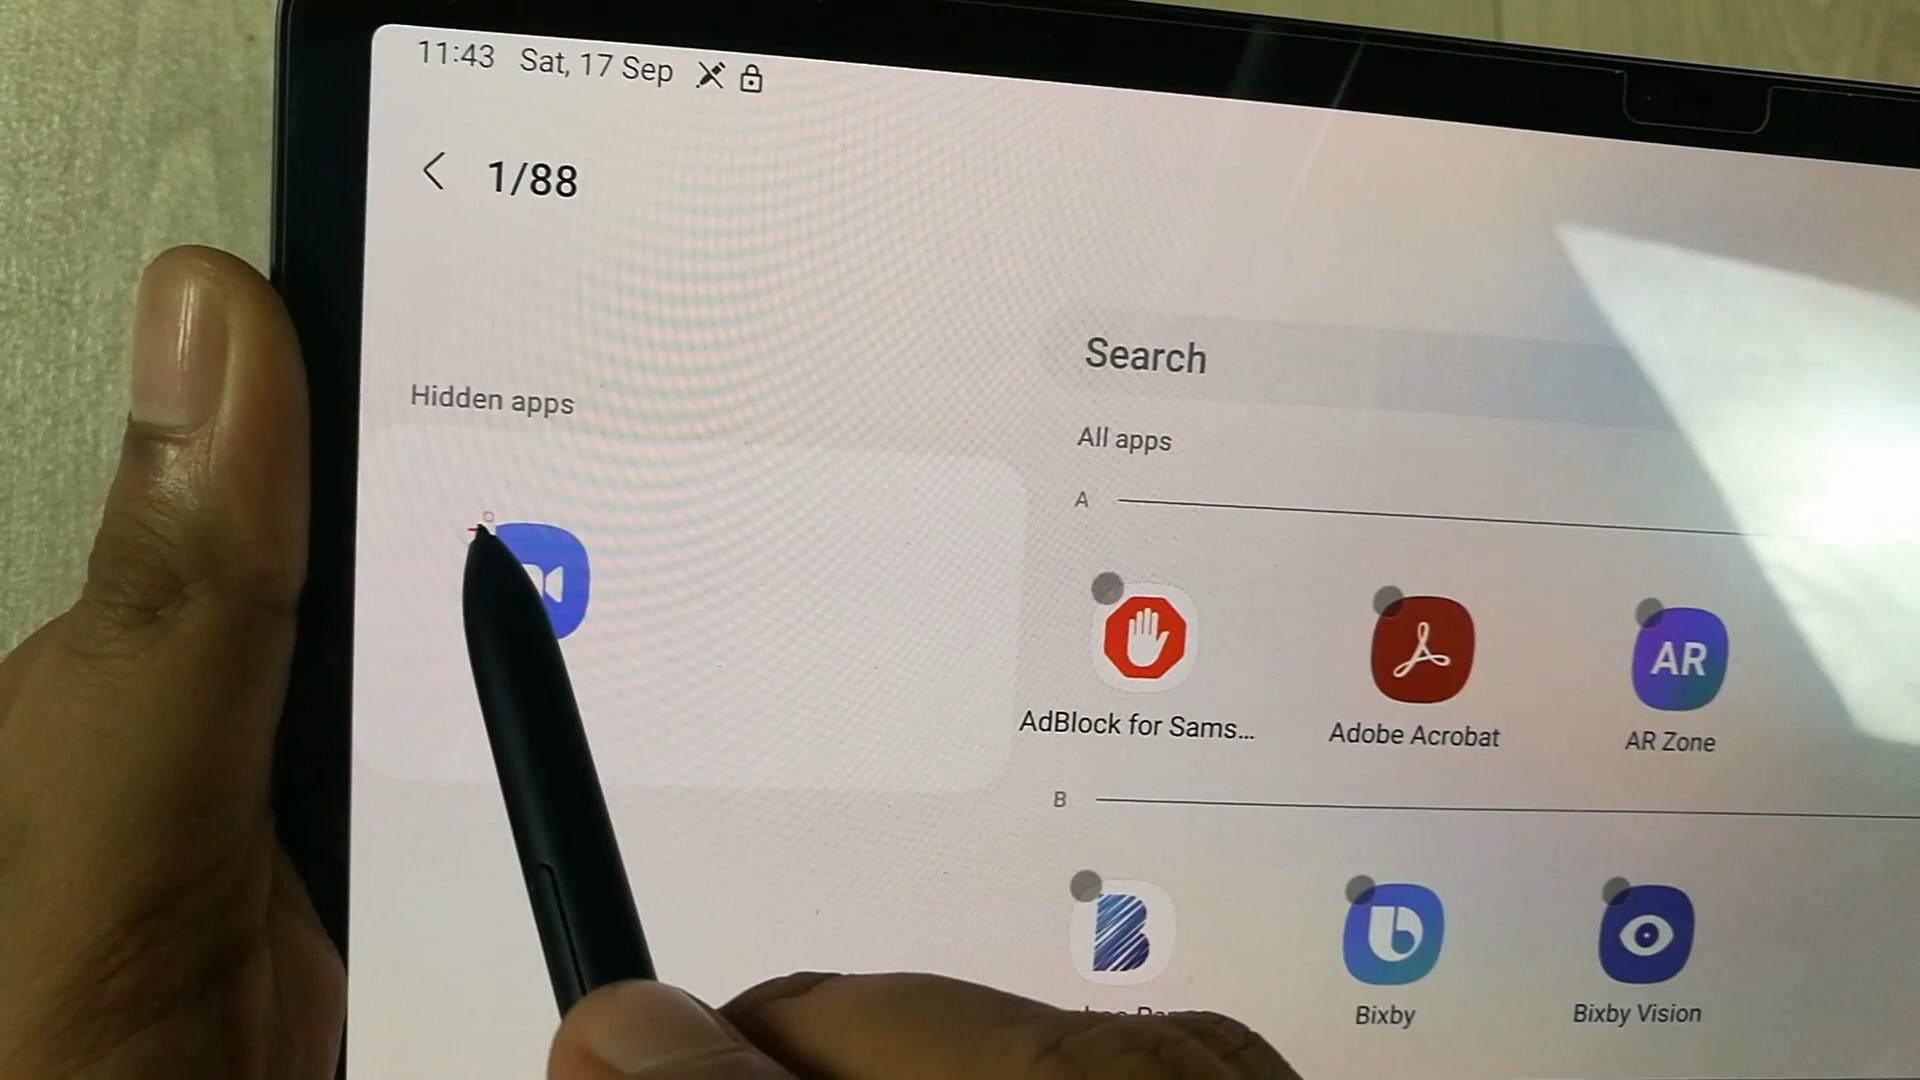 11:43 Sat, 17 Sep
1/88
Search
Hidden apps
All apps
A
AdBlock for Sams...
Adobe Acrobat
AR
AR Zone
B
Bixby
Bixby Vision